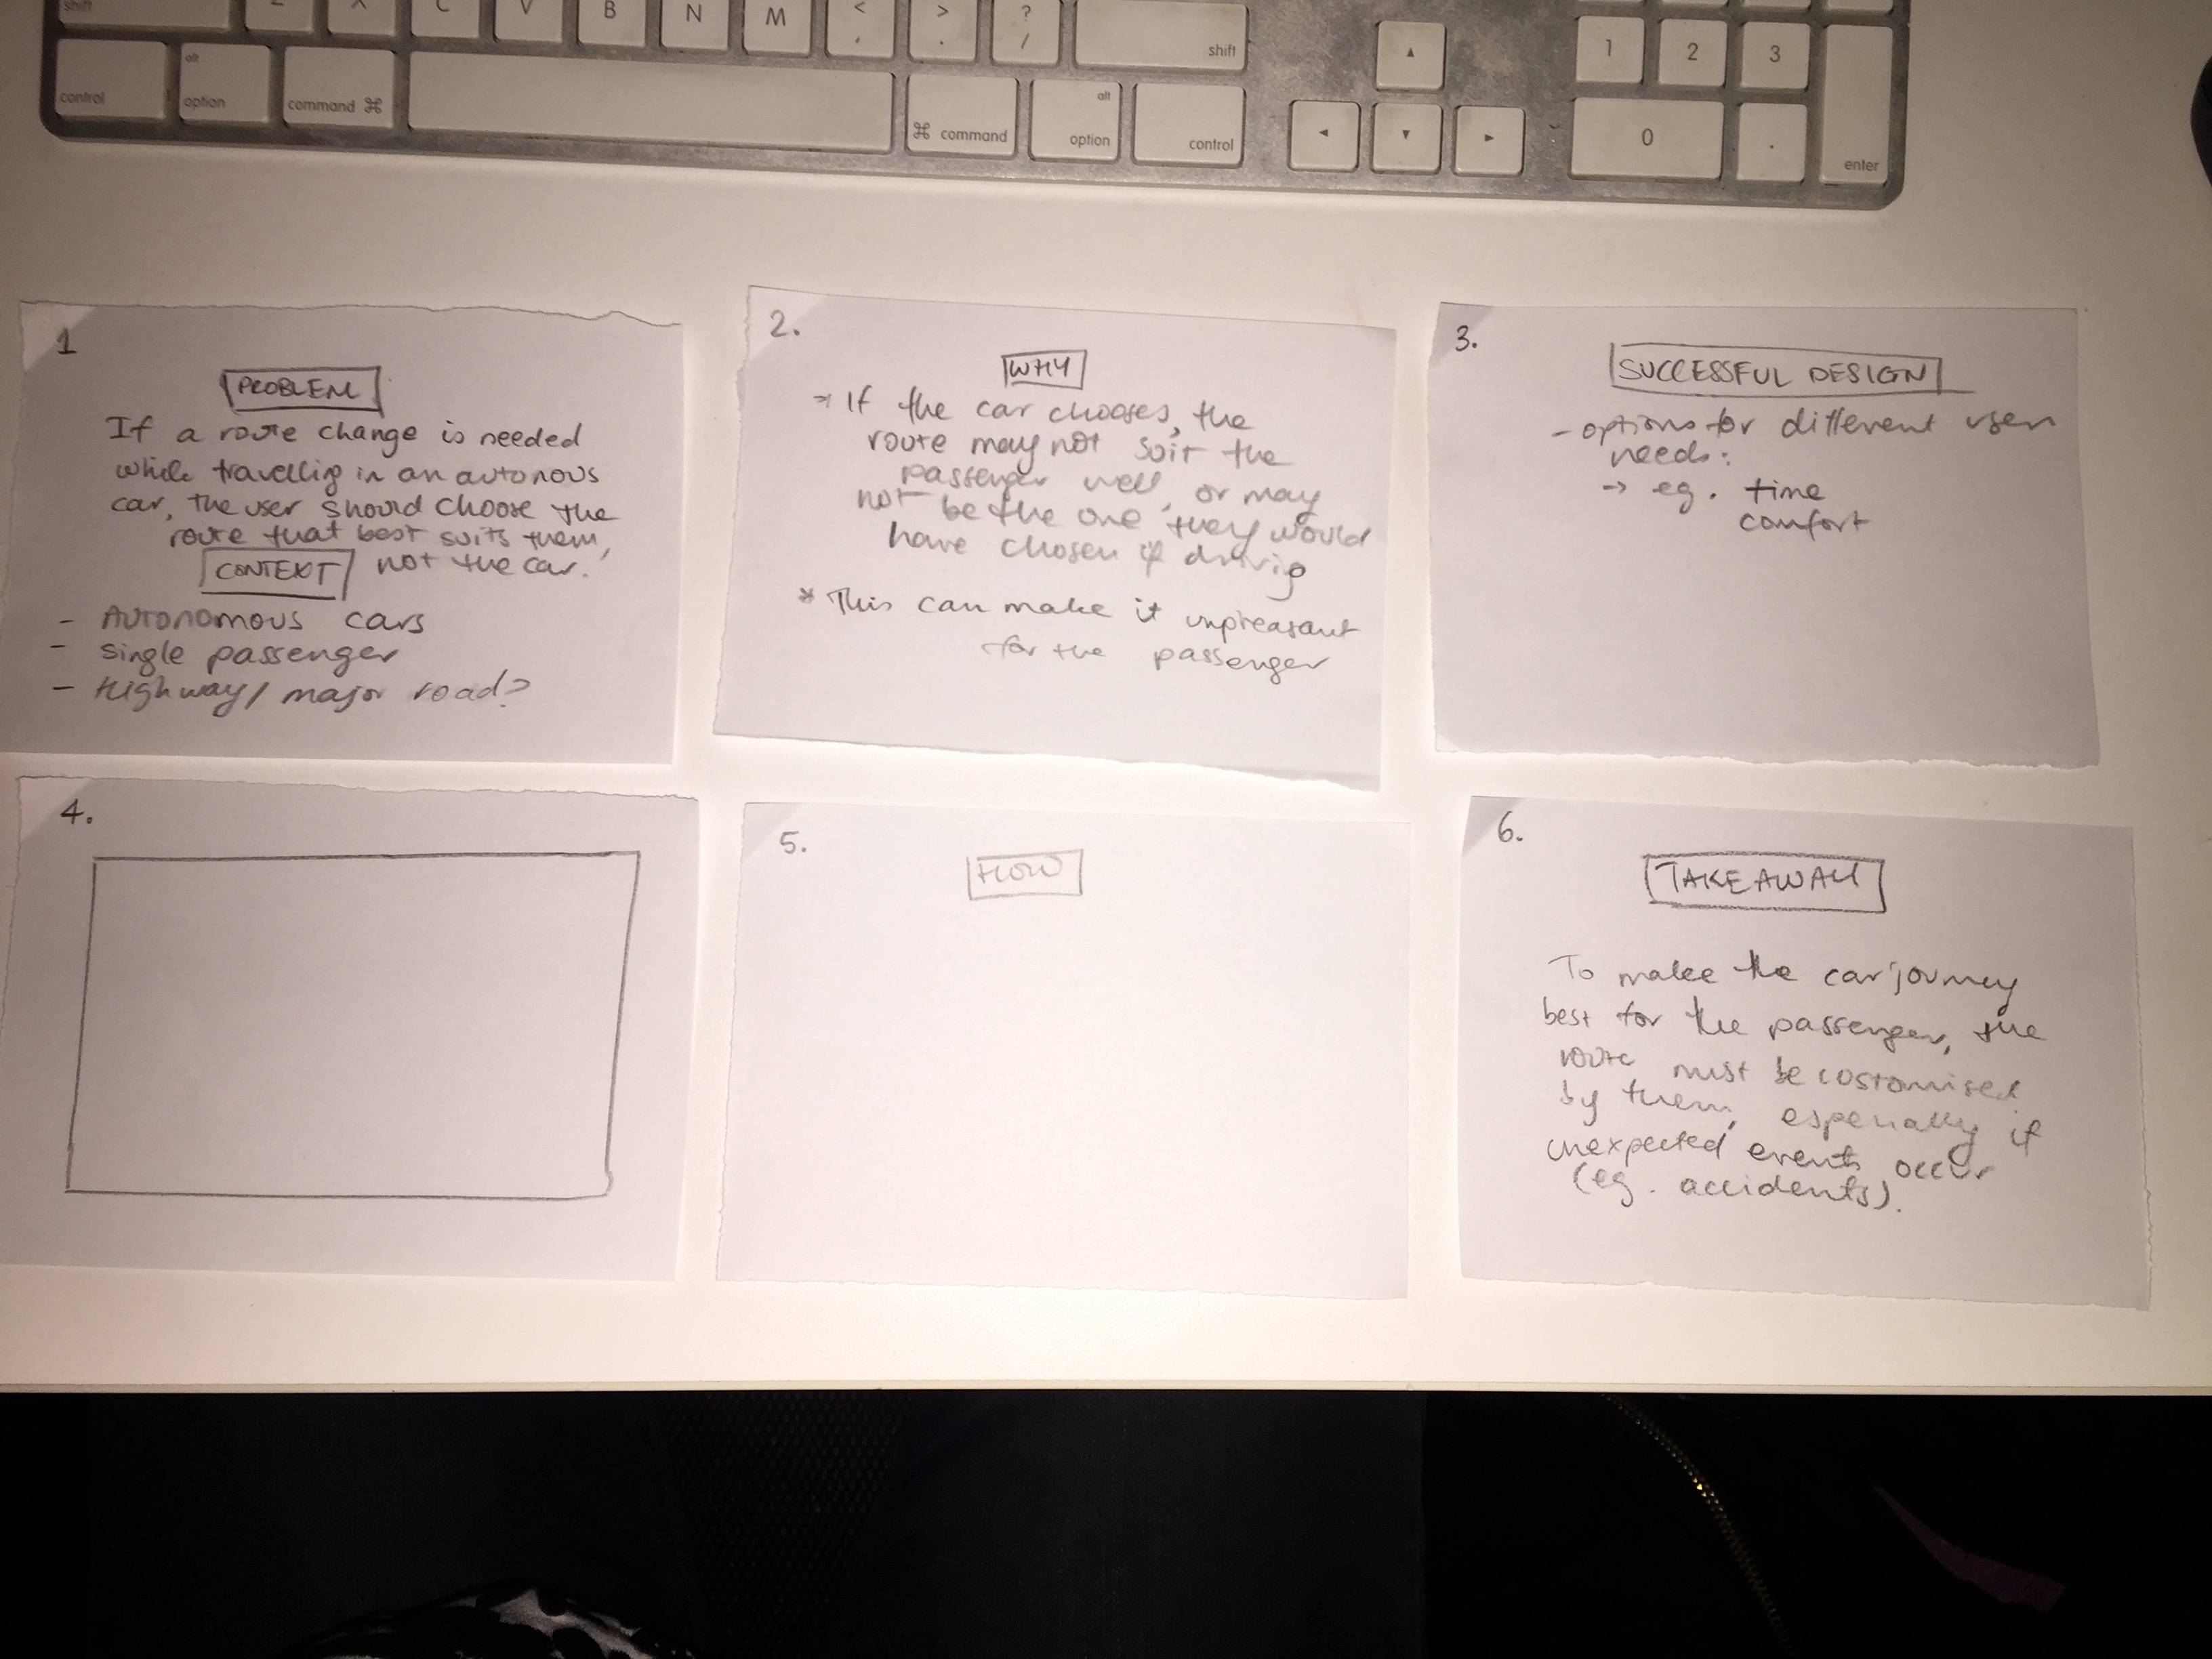 1
PROBLEM
If a route change is needed
while travelling in an autonomous
car, the user should choose the
route that best suits them,
not the car.
CONTEXT
- Autonomous cars
- single passenger
- Highway / major road?
2.
WHY
→ If the car chooses, the
route may not suit the
passenger well or may
not be the one they would
have chosen if driving
* This can make it unpleasant
for the passenger
3.
SUCCESSFUL DESIGN
- options for different user
needs:
→ eg. time
comfort
4.
5.
HOW
6.
TAKEAWAY
To make the car journey
best for the passenger, the
route must be customised
by them, especially if
unexpected events occur
(eg. accidents).
shift
control
alt
option
command ⌘
X
C
V
B
N
M
<
,
>
.
?
/
⌘ command
alt
option
control
shift
1
2
3
0
.
enter